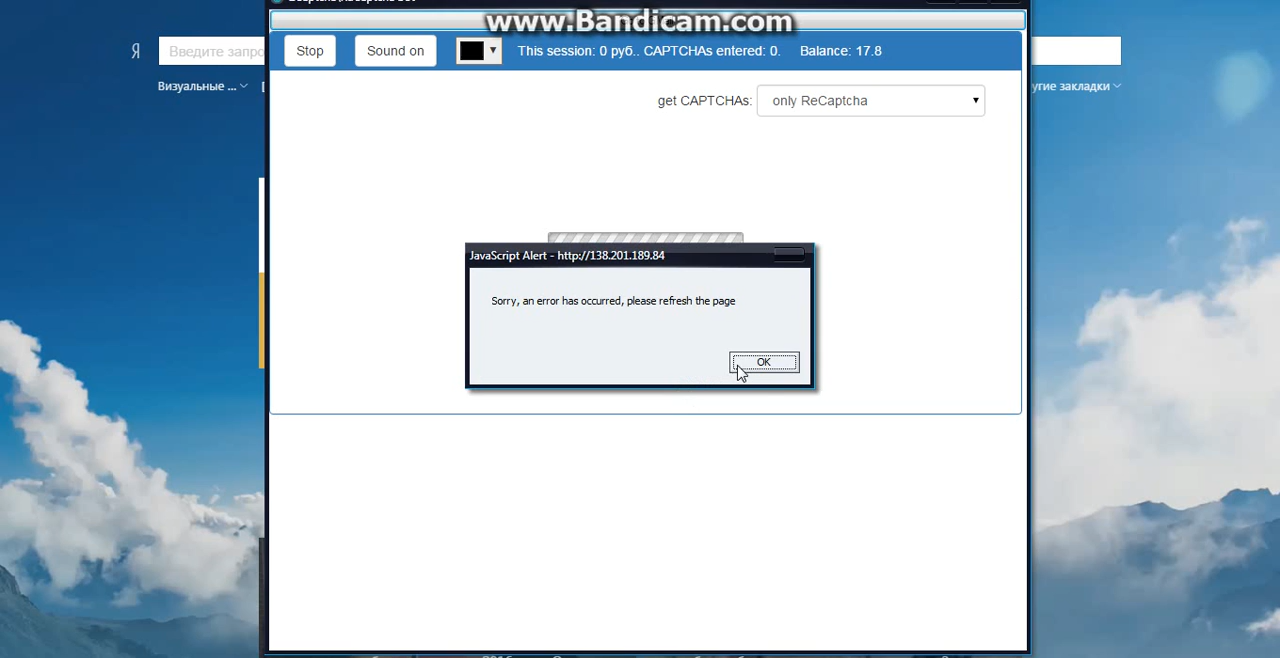 www.Bandicam.com
Я
Введите запро
Stop
Sound on
This session: 0 руб.. CAPTCHAs entered: 0.
Balance: 17.8
Визуальные ...
угие закладки
get CAPTCHAs:
only ReCaptcha
JavaScript Alert - http://138.201.189.84
Sorry, an error has occurred, please refresh the page
OK